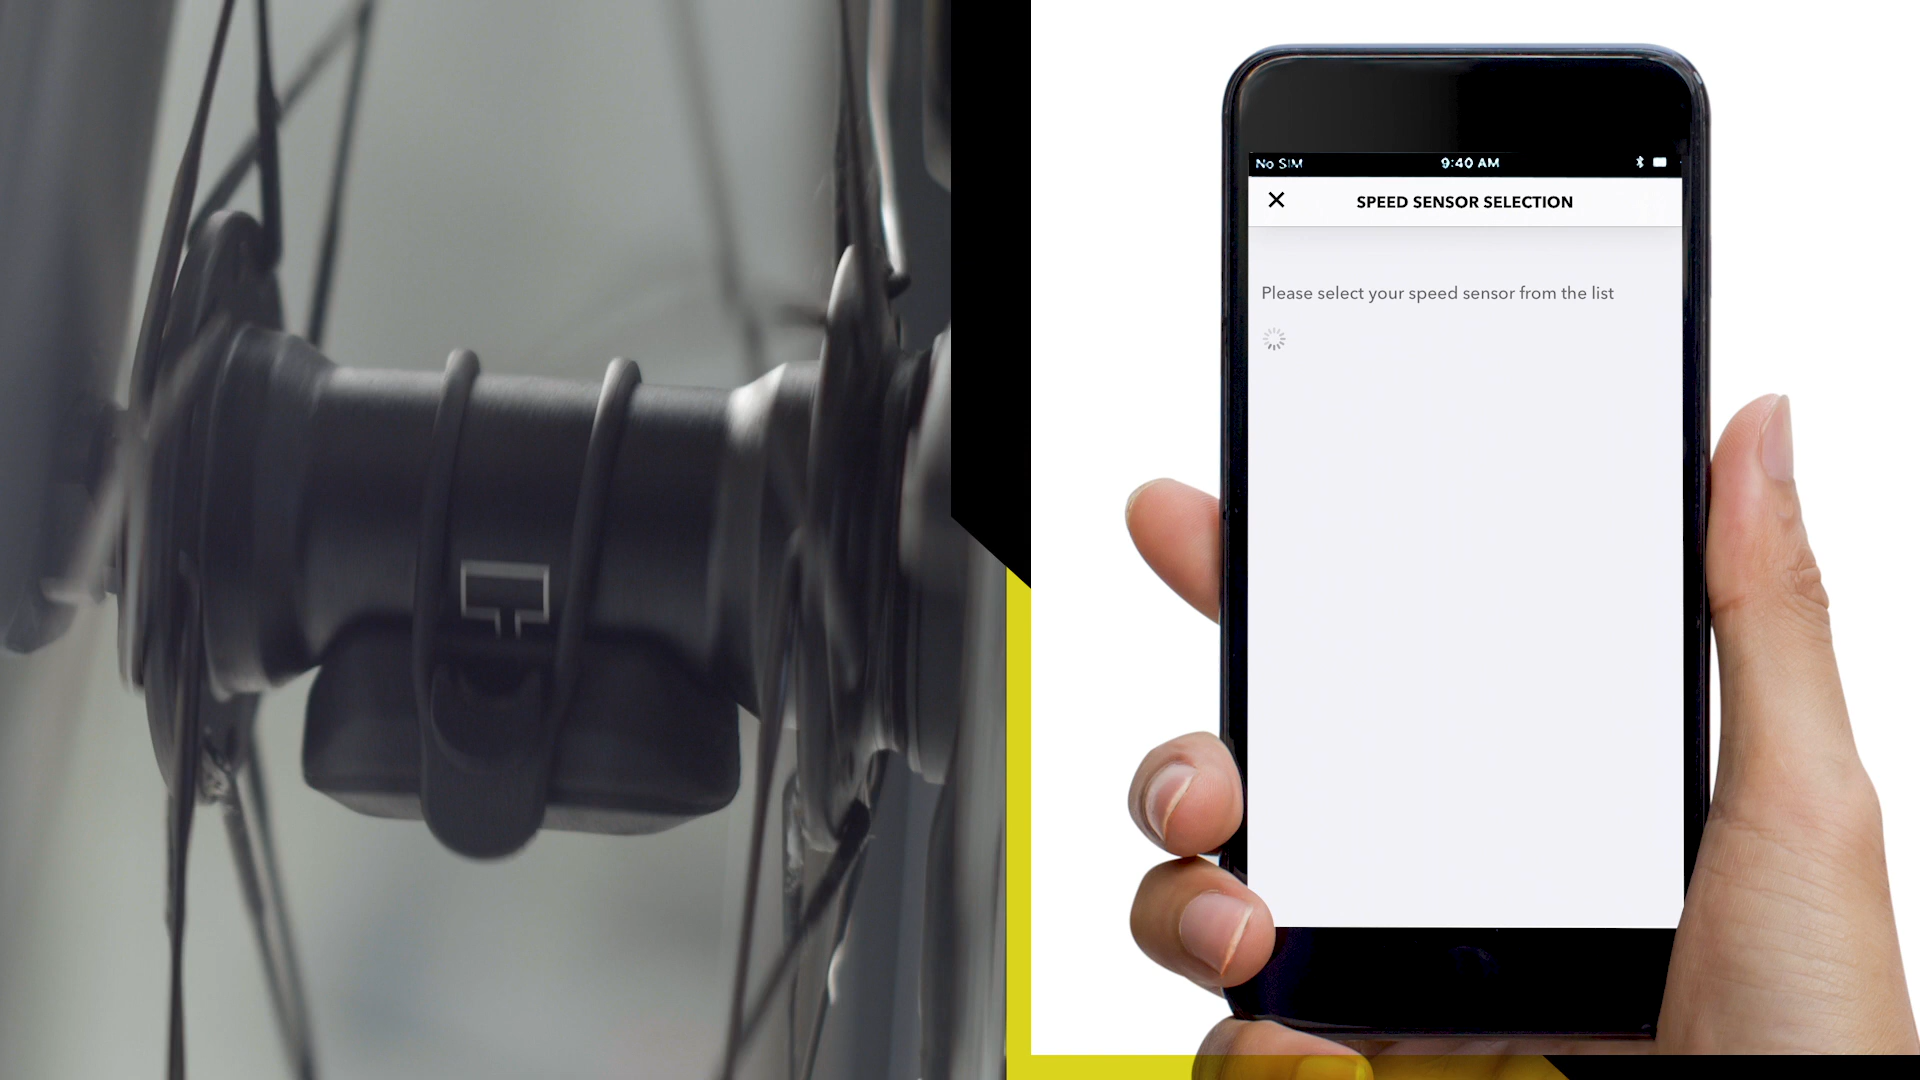 No SIM 9:40 AM
SPEED SENSOR SELECTION
Please select your speed sensor from the list